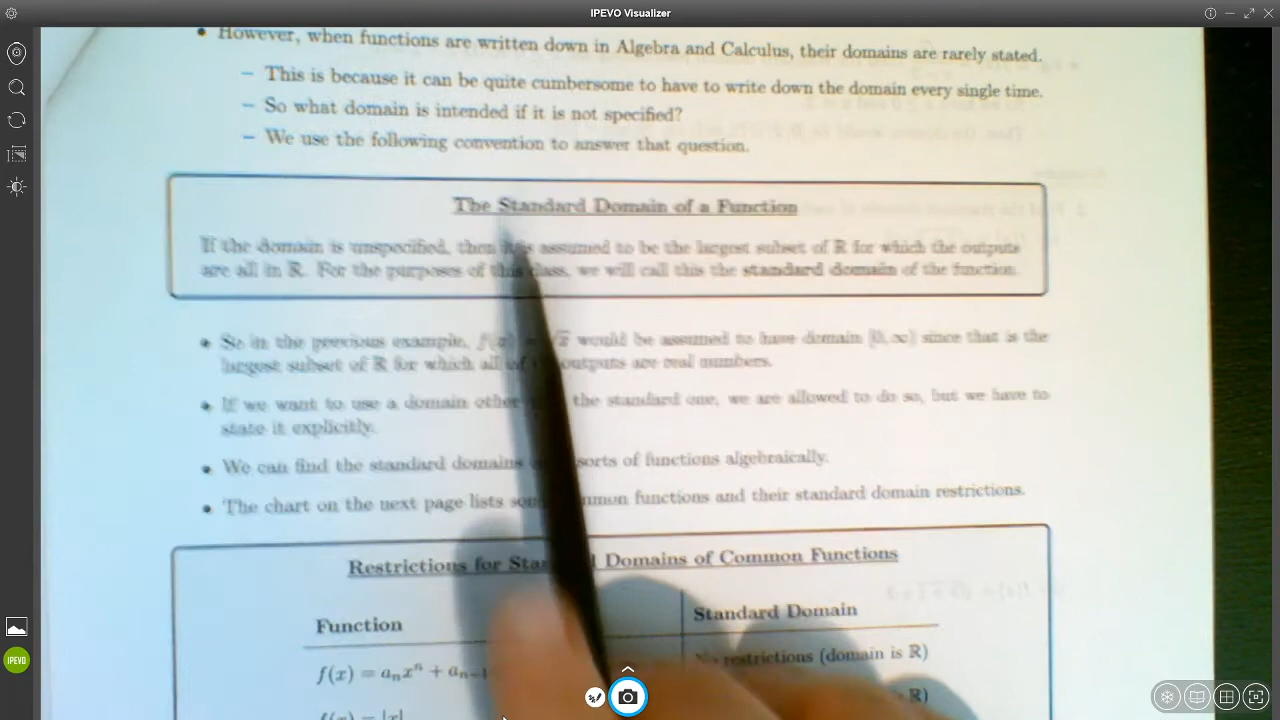 IPEVO Visualizer
• However, when functions are written down in Algebra and Calculus, their domains are rarely stated.
– This is because it can be quite cumbersome to have to write down the domain every single time.
– So what domain is intended if it is not specified?
– We use the following convention to answer that question.
The Standard Domain of a Function
If the domain is unspecified, then it is assumed to be the largest subset of ℝ for which the outputs
are all in ℝ. For the purposes of this class, we will call this the standard domain of the function.
• So in the previous example, f(x) = √x would be assumed to have domain [0, ∞) since that is the
largest subset of ℝ for which all of outputs are real numbers.
• If we want to use a domain other the standard one, we are allowed to do so, but we have to
state it explicitly.
• We can find the standard domains sorts of functions algebraically.
• The chart on the next page lists functions and their standard domain restrictions.
Restrictions for Domains of Common Functions
Function Standard Domain
f(x) = aₙxⁿ + aₙ₋₁ restrictions (domain is ℝ)
f(x) = |x| ℝ)
IPEVO